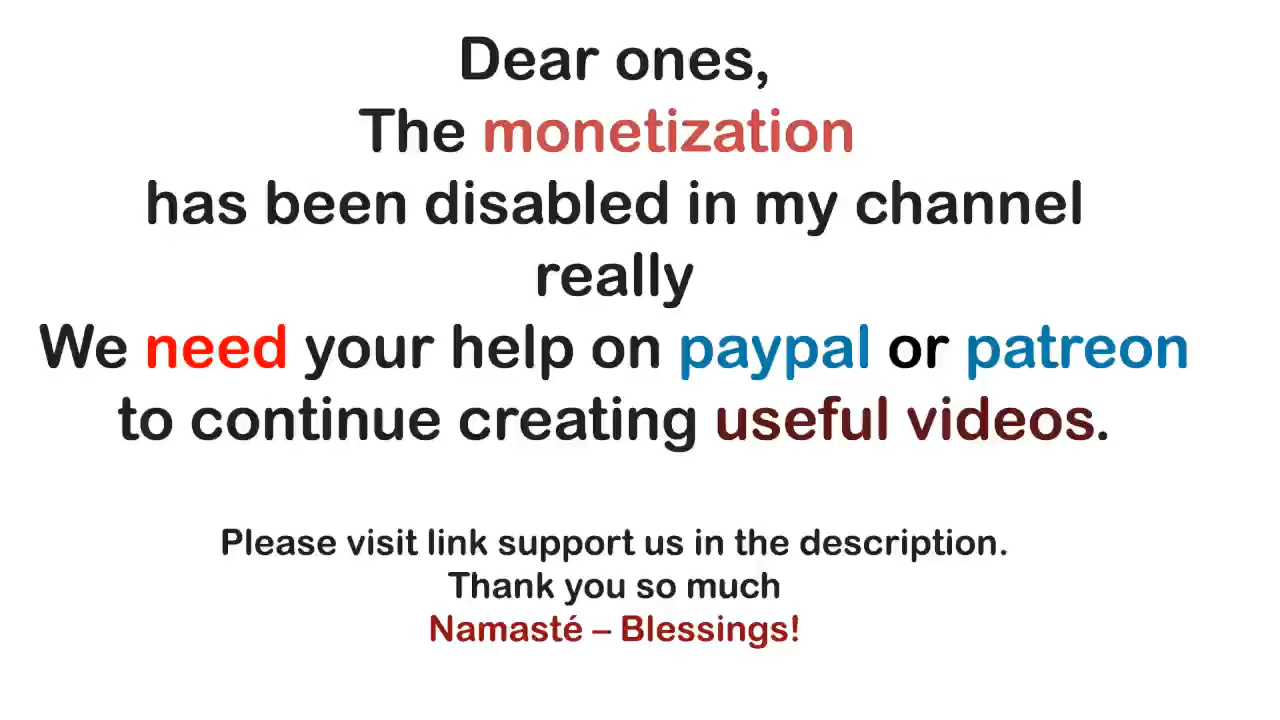 Dear ones,
The monetization
has been disabled in my channel
really
We need your help on paypal or patreon
to continue creating useful videos.
Please visit link support us in the description.
Thank you so much
Namasté – Blessings!